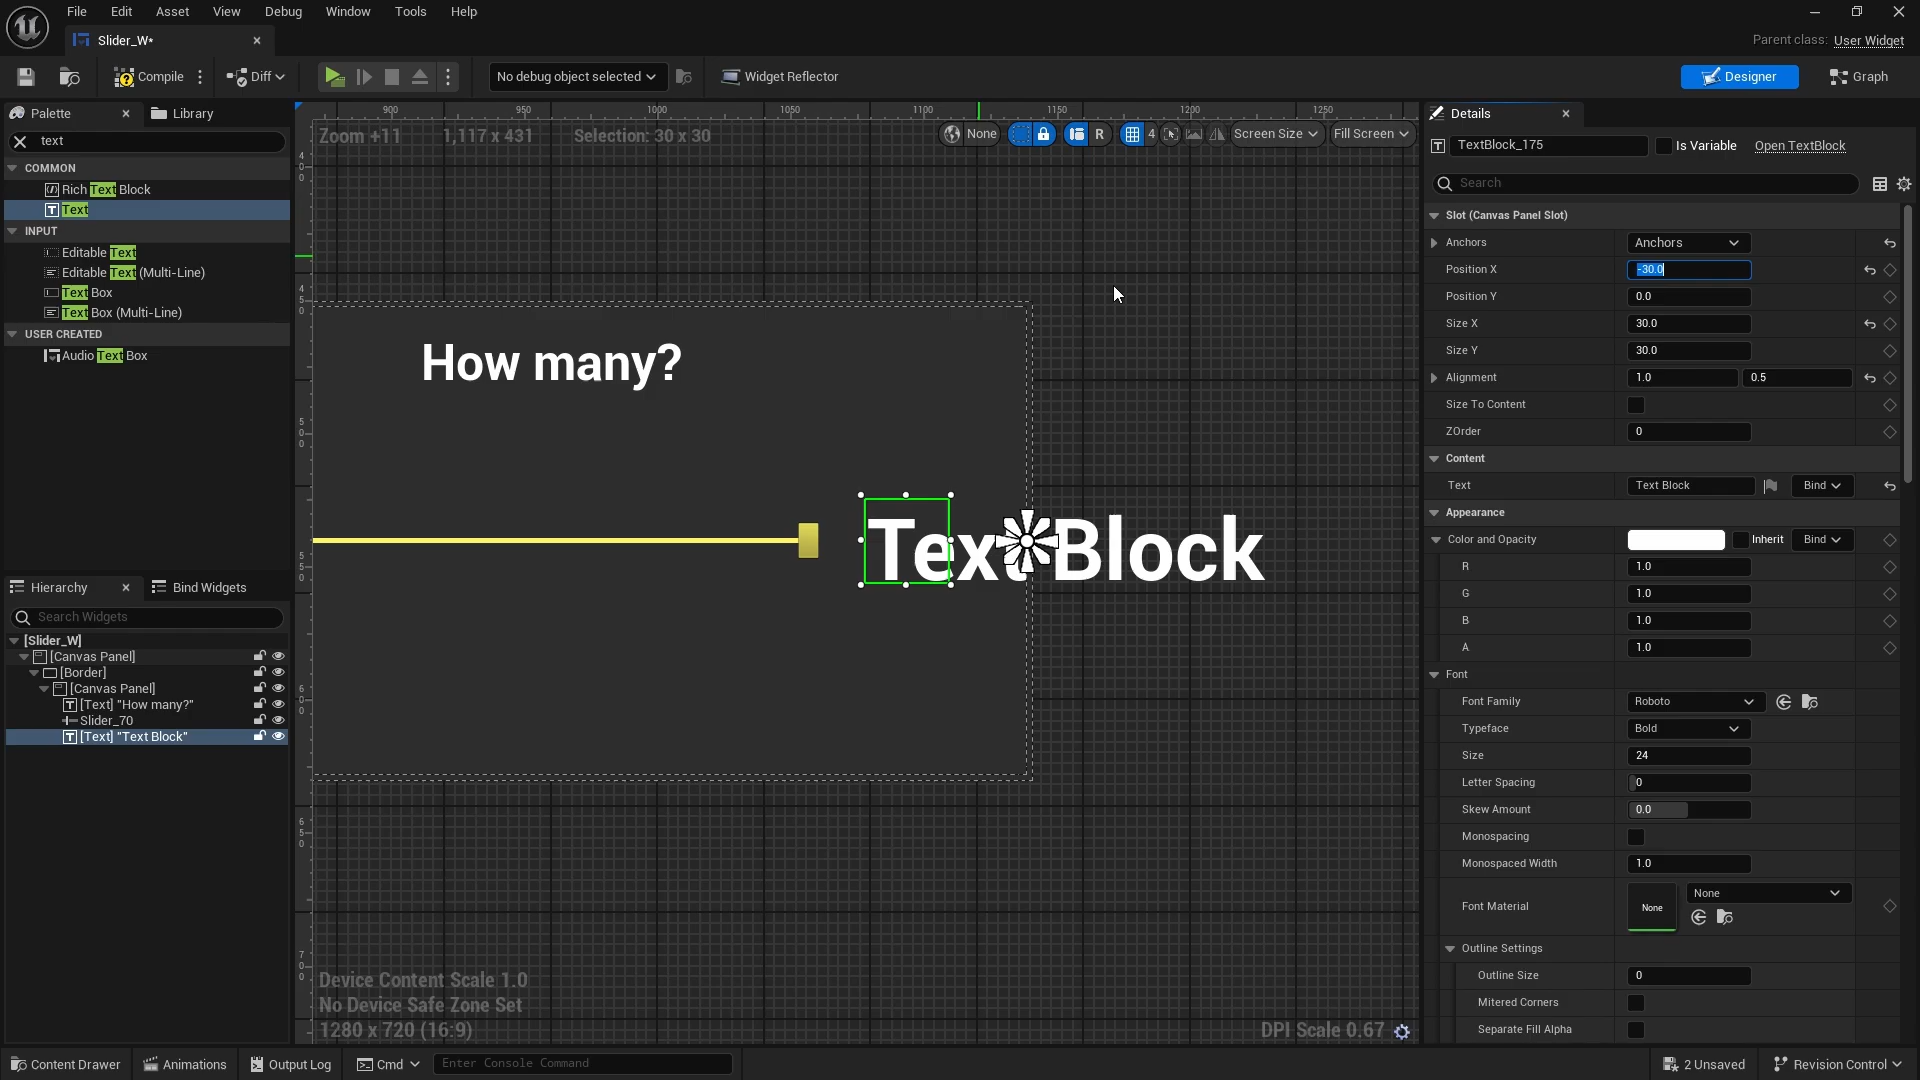 File Edit Asset View Debug Window Tools Help
Slider_W*
Parent class: User Widget
Compile Diff No debug object selected Widget Reflector Designer Graph
Palette Library
text
COMMON
Rich Text Block
Text
INPUT
Editable Text
Editable Text (Multi-Line)
Text Box
Text Box (Multi-Line)
USER CREATED
Audio Text Box
Hierarchy Bind Widgets
Search Widgets
[Slider_W]
[Canvas Panel]
[Border]
[Canvas Panel]
[Text] "How many?"
Slider_70
[Text] "Text Block"
900 950 1000 1050 1100 1150 1200 1250
Zoom +11 1,117 x 431 Selection: 30 x 30
None R 4 Screen Size Fill Screen
400
450
500
550
600
650
700
How many?
Text Block
Device Content Scale 1.0
No Device Safe Zone Set
1280 x 720 (16:9)
DPI Scale 0.67
Details
TextBlock_175 Is Variable Open TextBlock
Search
Slot (Canvas Panel Slot)
Anchors Anchors
Position X -30.0
Position Y 0.0
Size X 30.0
Size Y 30.0
Alignment 1.0 0.5
Size To Content
ZOrder 0
Content
Text Text Block Bind
Appearance
Color and Opacity Inherit Bind
R 1.0
G 1.0
B 1.0
A 1.0
Font
Font Family Roboto
Typeface Bold
Size 24
Letter Spacing 0
Skew Amount 0.0
Monospacing
Monospaced Width 1.0
Font Material None None
Outline Settings
Outline Size 0
Mitered Corners
Separate Fill Alpha
Content Drawer Animations Output Log Cmd Enter Console Command 2 Unsaved Revision Control